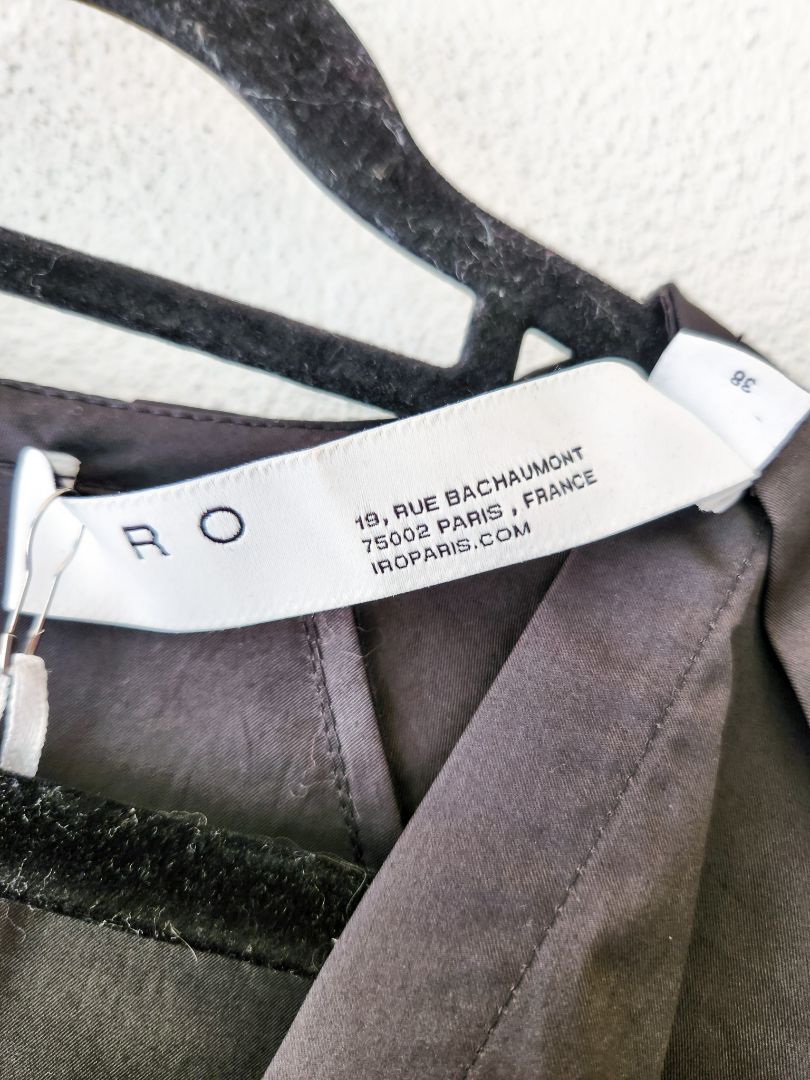 R O
19, RUE BACHAUMONT
75002 PARIS , FRANCE
IROPARIS.COM
38